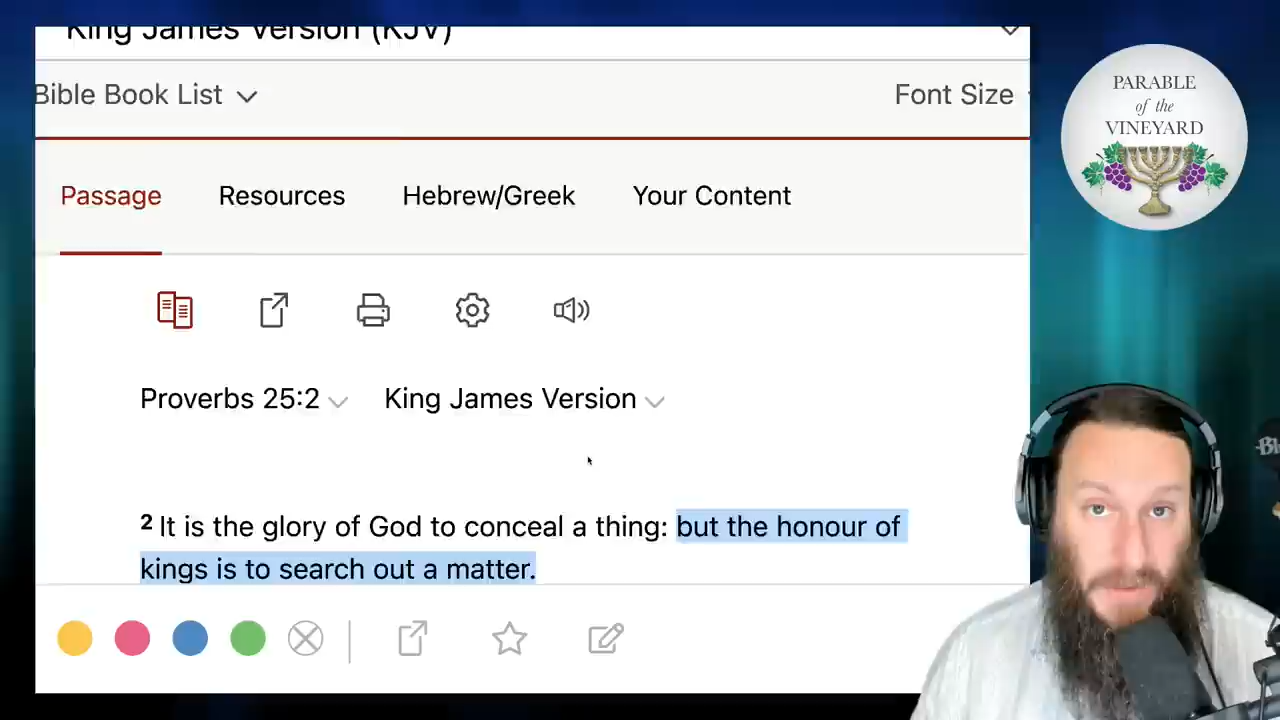 King James Version (KJV)
Bible Book List
Font Size
Passage
Resources
Hebrew/Greek
Your Content
Proverbs 25:2
King James Version
2 It is the glory of God to conceal a thing: but the honour of
kings is to search out a matter.
PARABLE
of the
VINEYARD